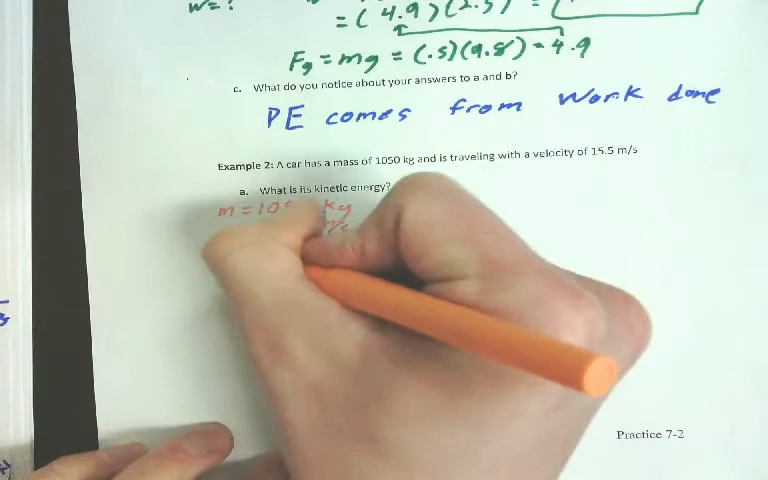 W = ?
= ( 4.9 ) (2.5) =
Fg = mg = (.5)(9.8) = 4.9
c. What do you notice about your answers to a and b?
PE comes from Work done
Example 2: A car has a mass of 1050 kg and is traveling with a velocity of 15.5 m/s
a. What is its kinetic energy?
m = 10 kg
Practice 7-2